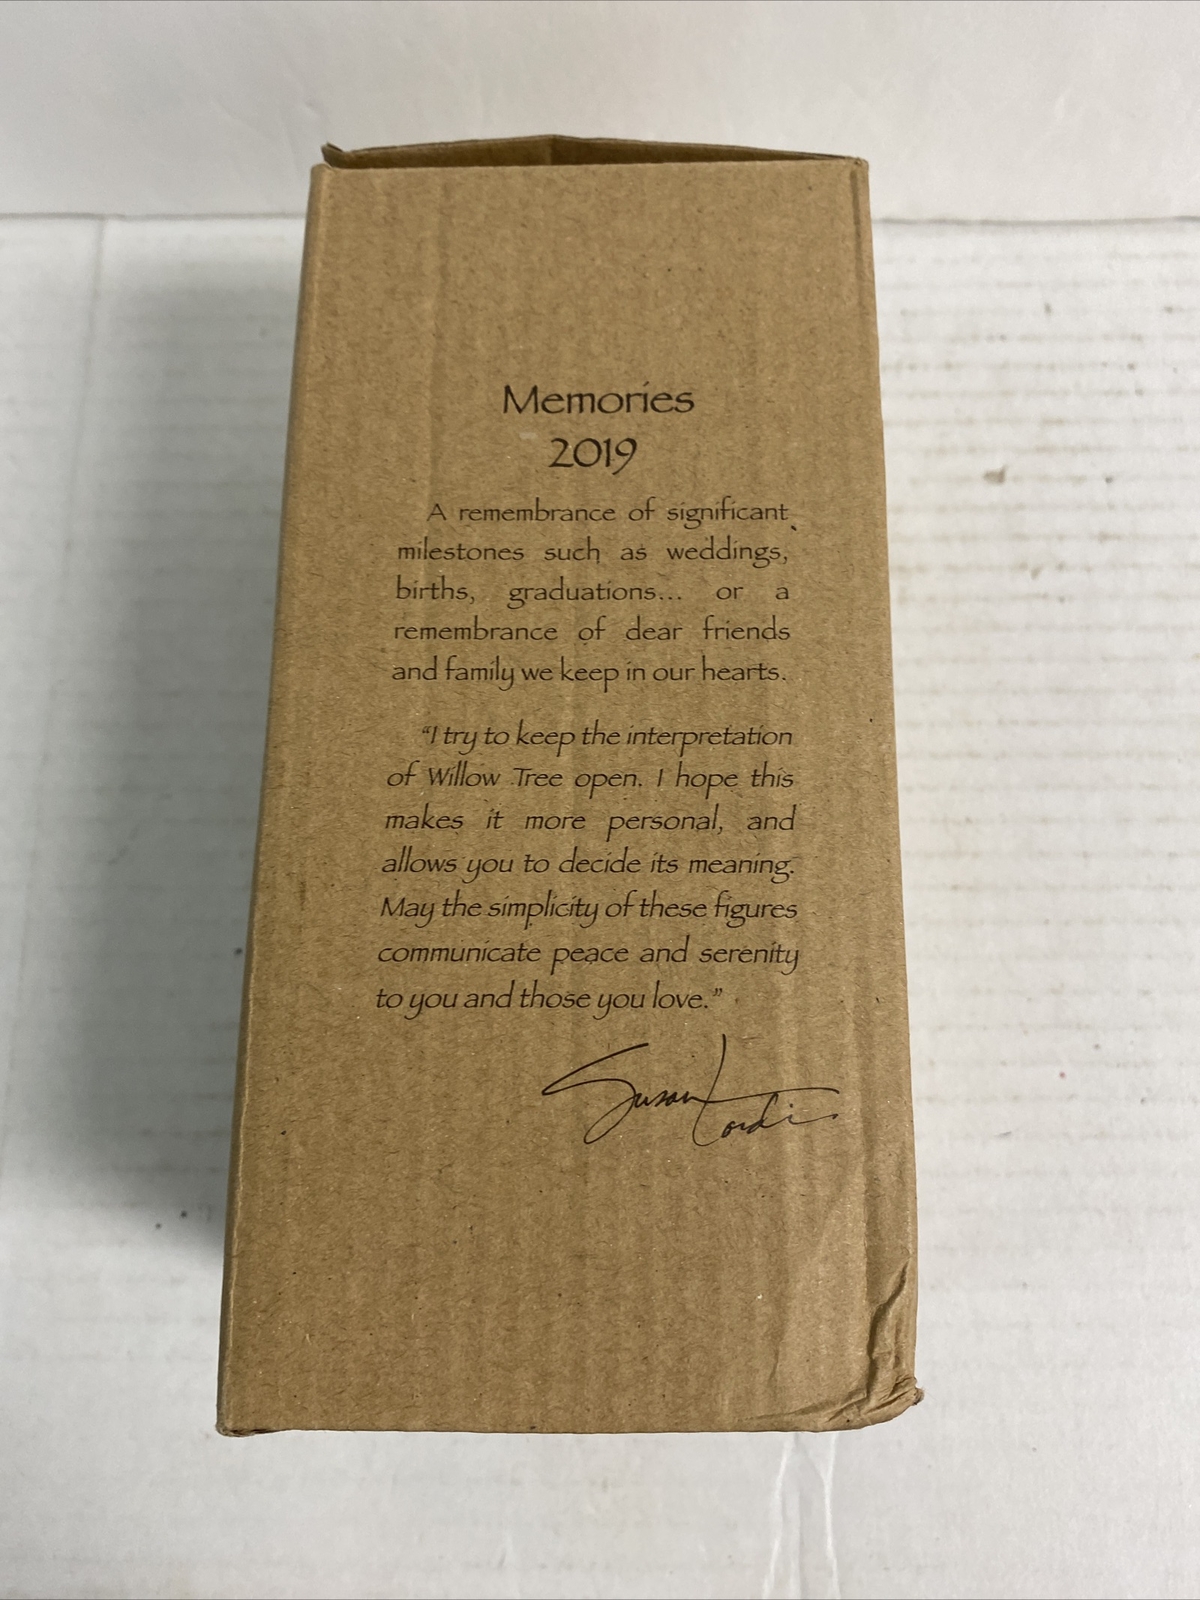 Memories
2019
A remembrance of significant
milestones such as weddings,
births, graduations... or a
remembrance of dear friends
and family we keep in our hearts.
“I try to keep the interpretation
of Willow Tree open. I hope this
makes it more personal, and
allows you to decide its meaning.
May the simplicity of these figures
communicate peace and serenity
to you and those you love.”
Susan Lordi